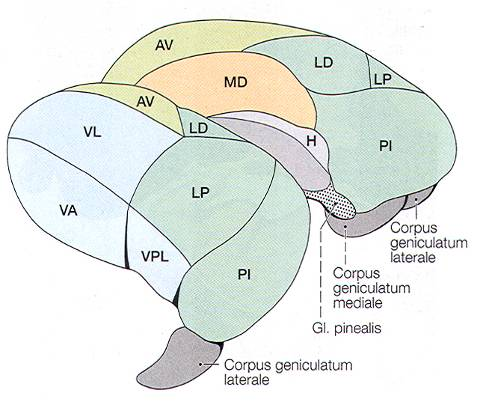 AV
LD
LP
MD
AV
LD
H
PI
VL
LP
VA
VPL
PI
Corpus
geniculatum
laterale
Corpus
geniculatum
mediale
Gl. pinealis
Corpus geniculatum
laterale